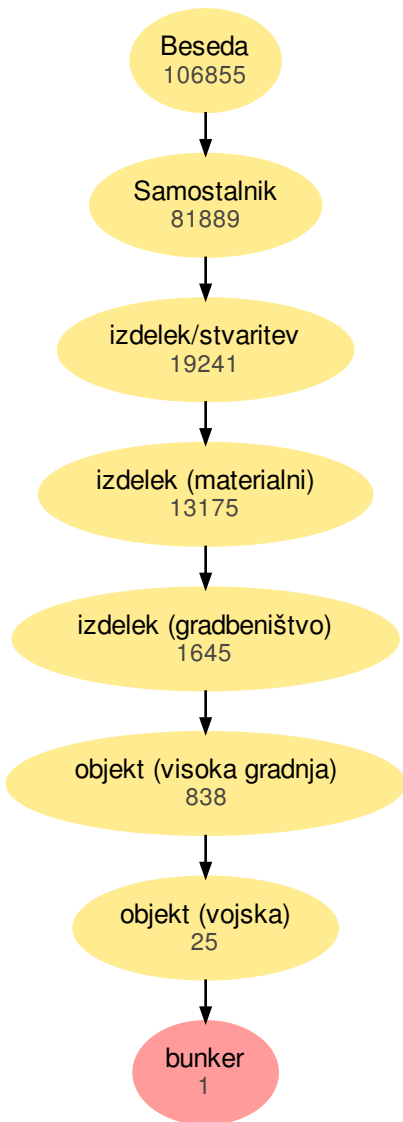 Beseda
106855
Samostalnik
81889
izdelek/stvaritev
19241
izdelek (materialni)
13175
izdelek (gradbeništvo)
1645
objekt (visoka gradnja)
838
objekt (vojska)
25
bunker
1